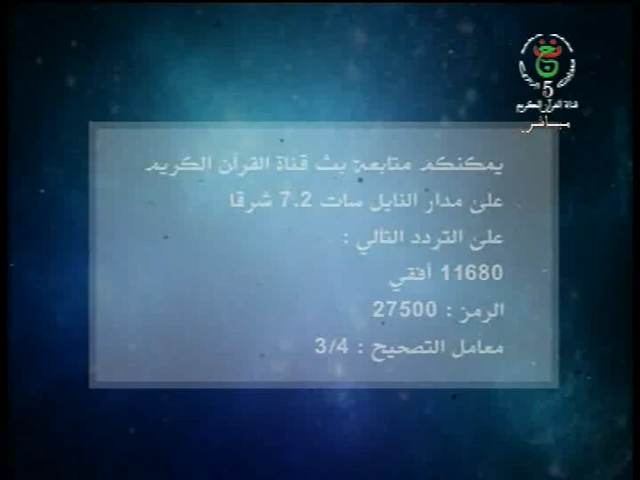 5
قناة القرآن الكريم
مباشر
يمكنكم متابعة بث قناة القرآن الكريم
على مدار النايل سات 7.2 شرقا
على التردد التالي :
11680 أفقي
الرمز : 27500
معامل التصحيح : 3/4